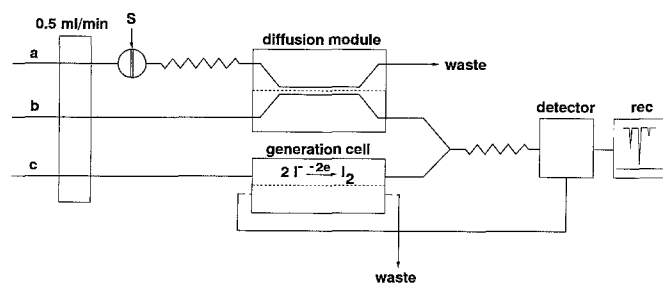 0.5 ml/min
S
a
diffusion module
waste
b
detector
rec
generation cell
c
2 I⁻ -2e→ I₂
waste